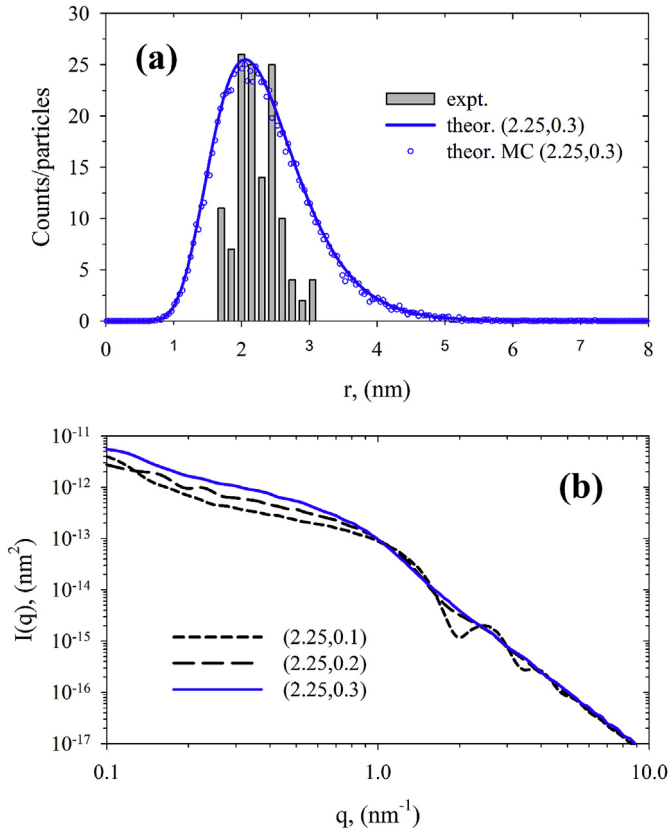 30
(a)
25
expt.
theor. (2.25,0.3)
theor. MC (2.25,0.3)
20
15
10
5
0
Counts/particles
0 1 2 3 4 5 6 7 8
r, (nm)
10-11
(b)
10-12
10-13
10-14
10-15
10-16
10-17
I(q), (nm2)
(2.25,0.1)
(2.25,0.2)
(2.25,0.3)
0.1 1.0 10.0
q, (nm-1)